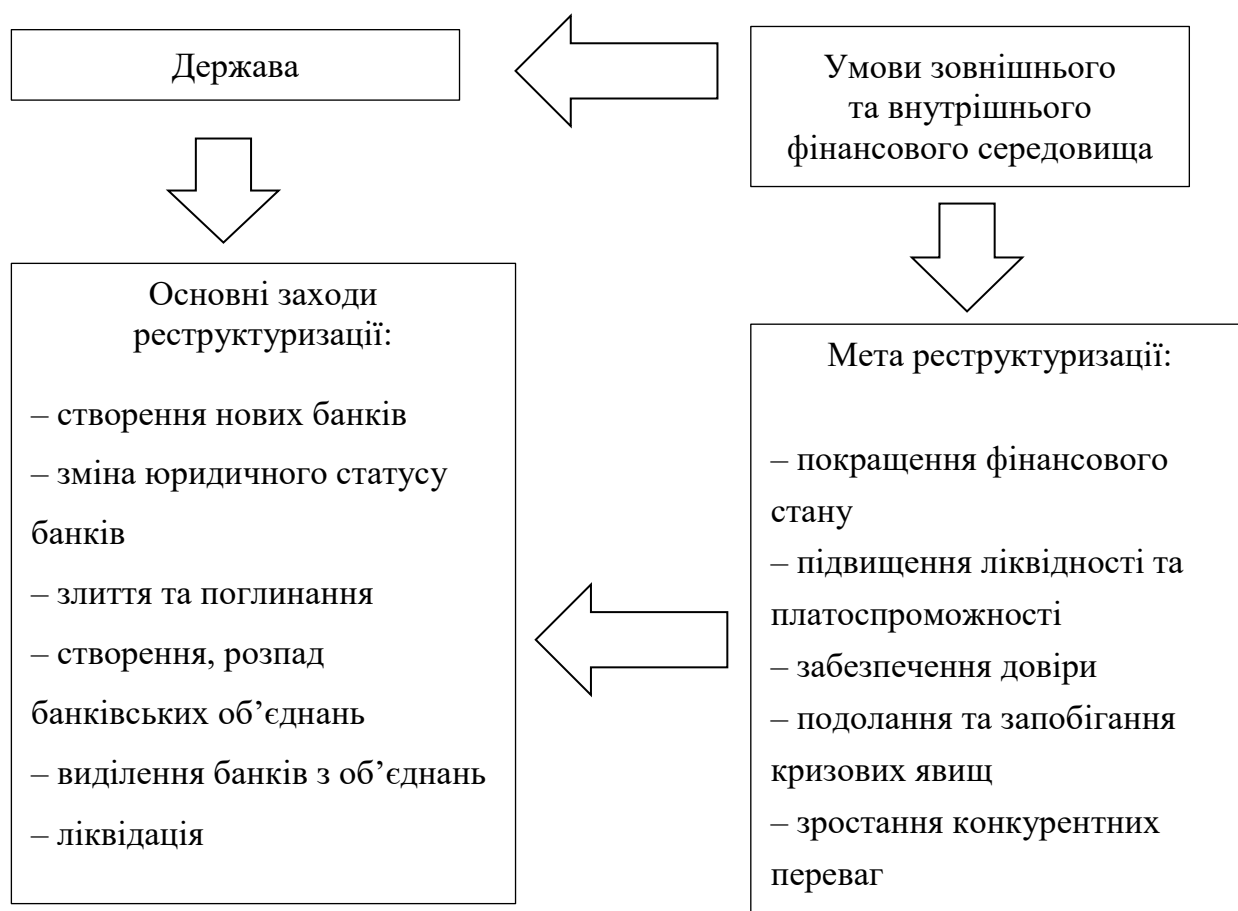 Держава
Умови зовнішнього
та внутрішнього
фінансового середовища
Основні заходи
реструктуризації:
– створення нових банків
– зміна юридичного статусу
банків
– злиття та поглинання
– створення, розпад
банківських об’єднань
– виділення банків з об’єднань
– ліквідація
Мета реструктуризації:
– покращення фінансового
стану
– підвищення ліквідності та
платоспроможності
– забезпечення довіри
– подолання та запобігання
кризових явищ
– зростання конкурентних
переваг